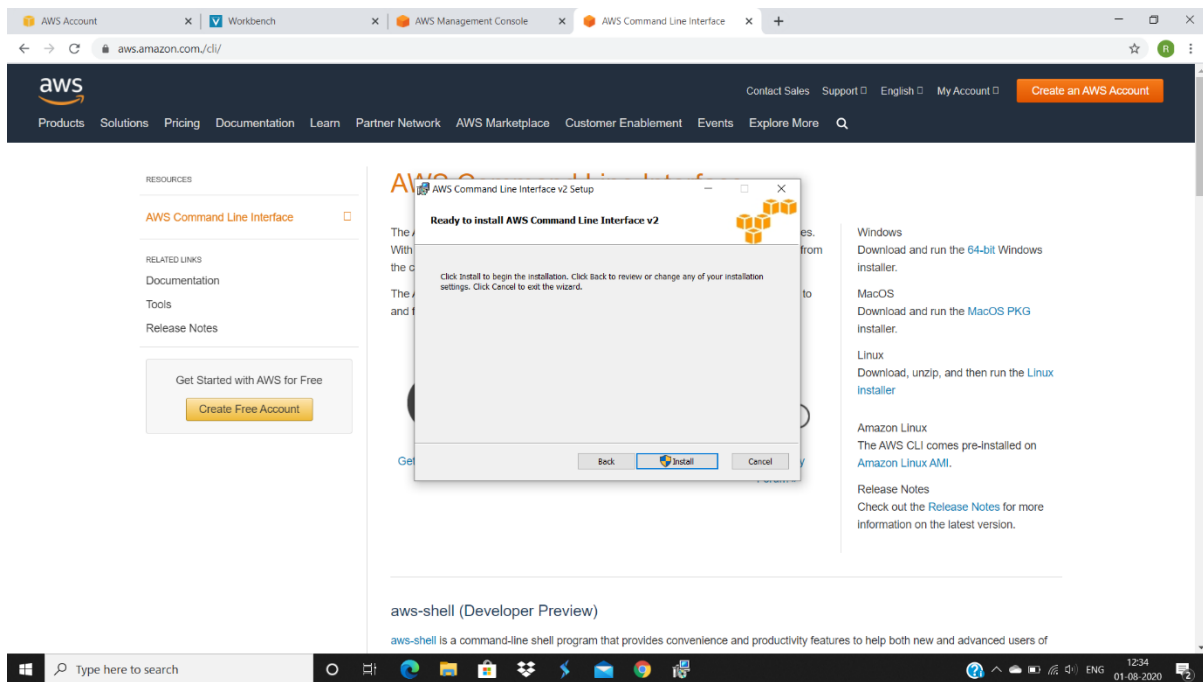 AWS Account
Workbench
AWS Management Console
AWS Command Line Interface
aws.amazon.com./cli/
R
aws
Contact Sales Support English My Account Create an AWS Account
Products Solutions Pricing Documentation Learn Partner Network AWS Marketplace Customer Enablement Events Explore More
RESOURCES
AWS Command Line Interface
RELATED LINKS
Documentation
Tools
Release Notes
Get Started with AWS for Free
Create Free Account
AWS Command Line Interface v2 Setup
Ready to install AWS Command Line Interface v2
Click Install to begin the installation. Click Back to review or change any of your installation
settings. Click Cancel to exit the wizard.
Back Install Cancel
The
With
from
to
Windows
Download and run the 64-bit Windows
installer.
MacOS
Download and run the MacOS PKG
installer.
Linux
Download, unzip, and then run the Linux
installer
Amazon Linux
The AWS CLI comes pre-installed on
Amazon Linux AMI.
Release Notes
Check out the Release Notes for more
information on the latest version.
aws-shell (Developer Preview)
aws-shell is a command-line shell program that provides convenience and productivity features to help both new and advanced users of
Type here to search
ENG
12:34
01-08-2020
2